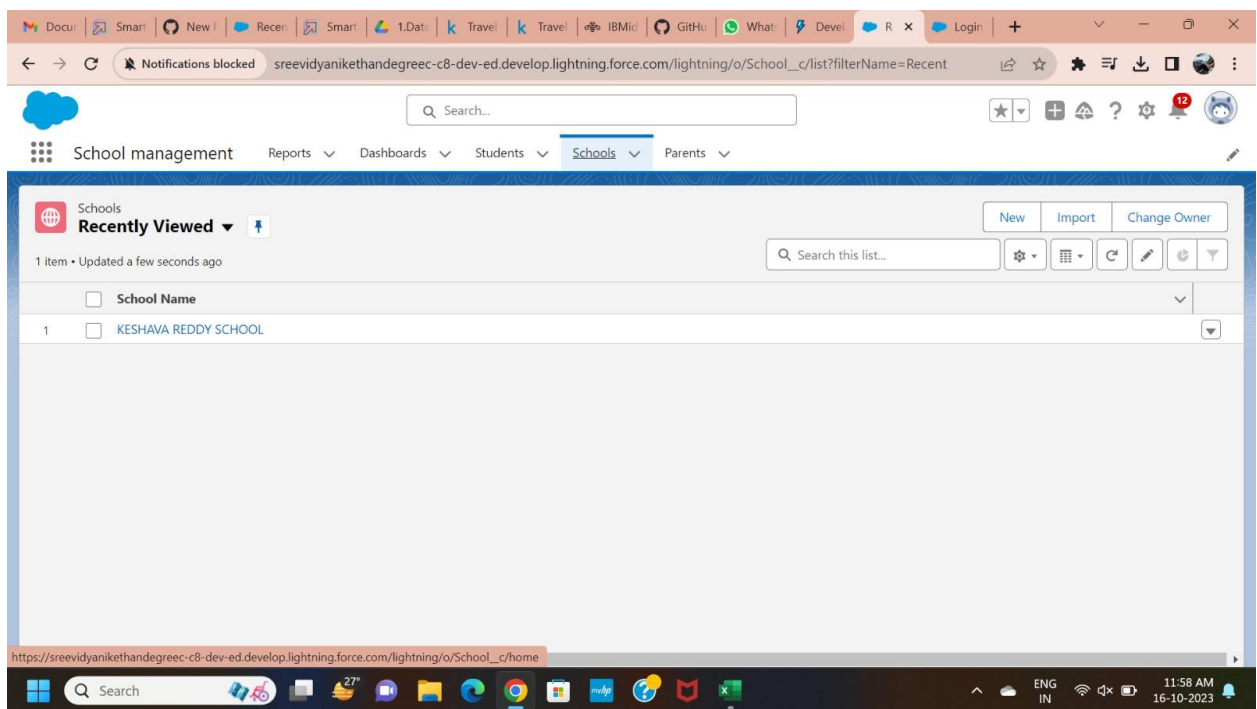 Docur Smart New R Recen Smart 1.Data Travel Travel IBMid GitHu Whats Devel R Login
Notifications blocked sreevidyanikethandegreec-c8-dev-ed.develop.lightning.force.com/lightning/o/School__c/list?filterName=Recent
Search... 12
School management Reports Dashboards Students Schools Parents
Schools
Recently Viewed New Import Change Owner
1 item • Updated a few seconds ago Search this list...
School Name
1 KESHAVA REDDY SCHOOL
https://sreevidyanikethandegreec-c8-dev-ed.develop.lightning.force.com/lightning/o/School__c/home
Search 27° mdp ENG 11:58 AM
IN 16-10-2023